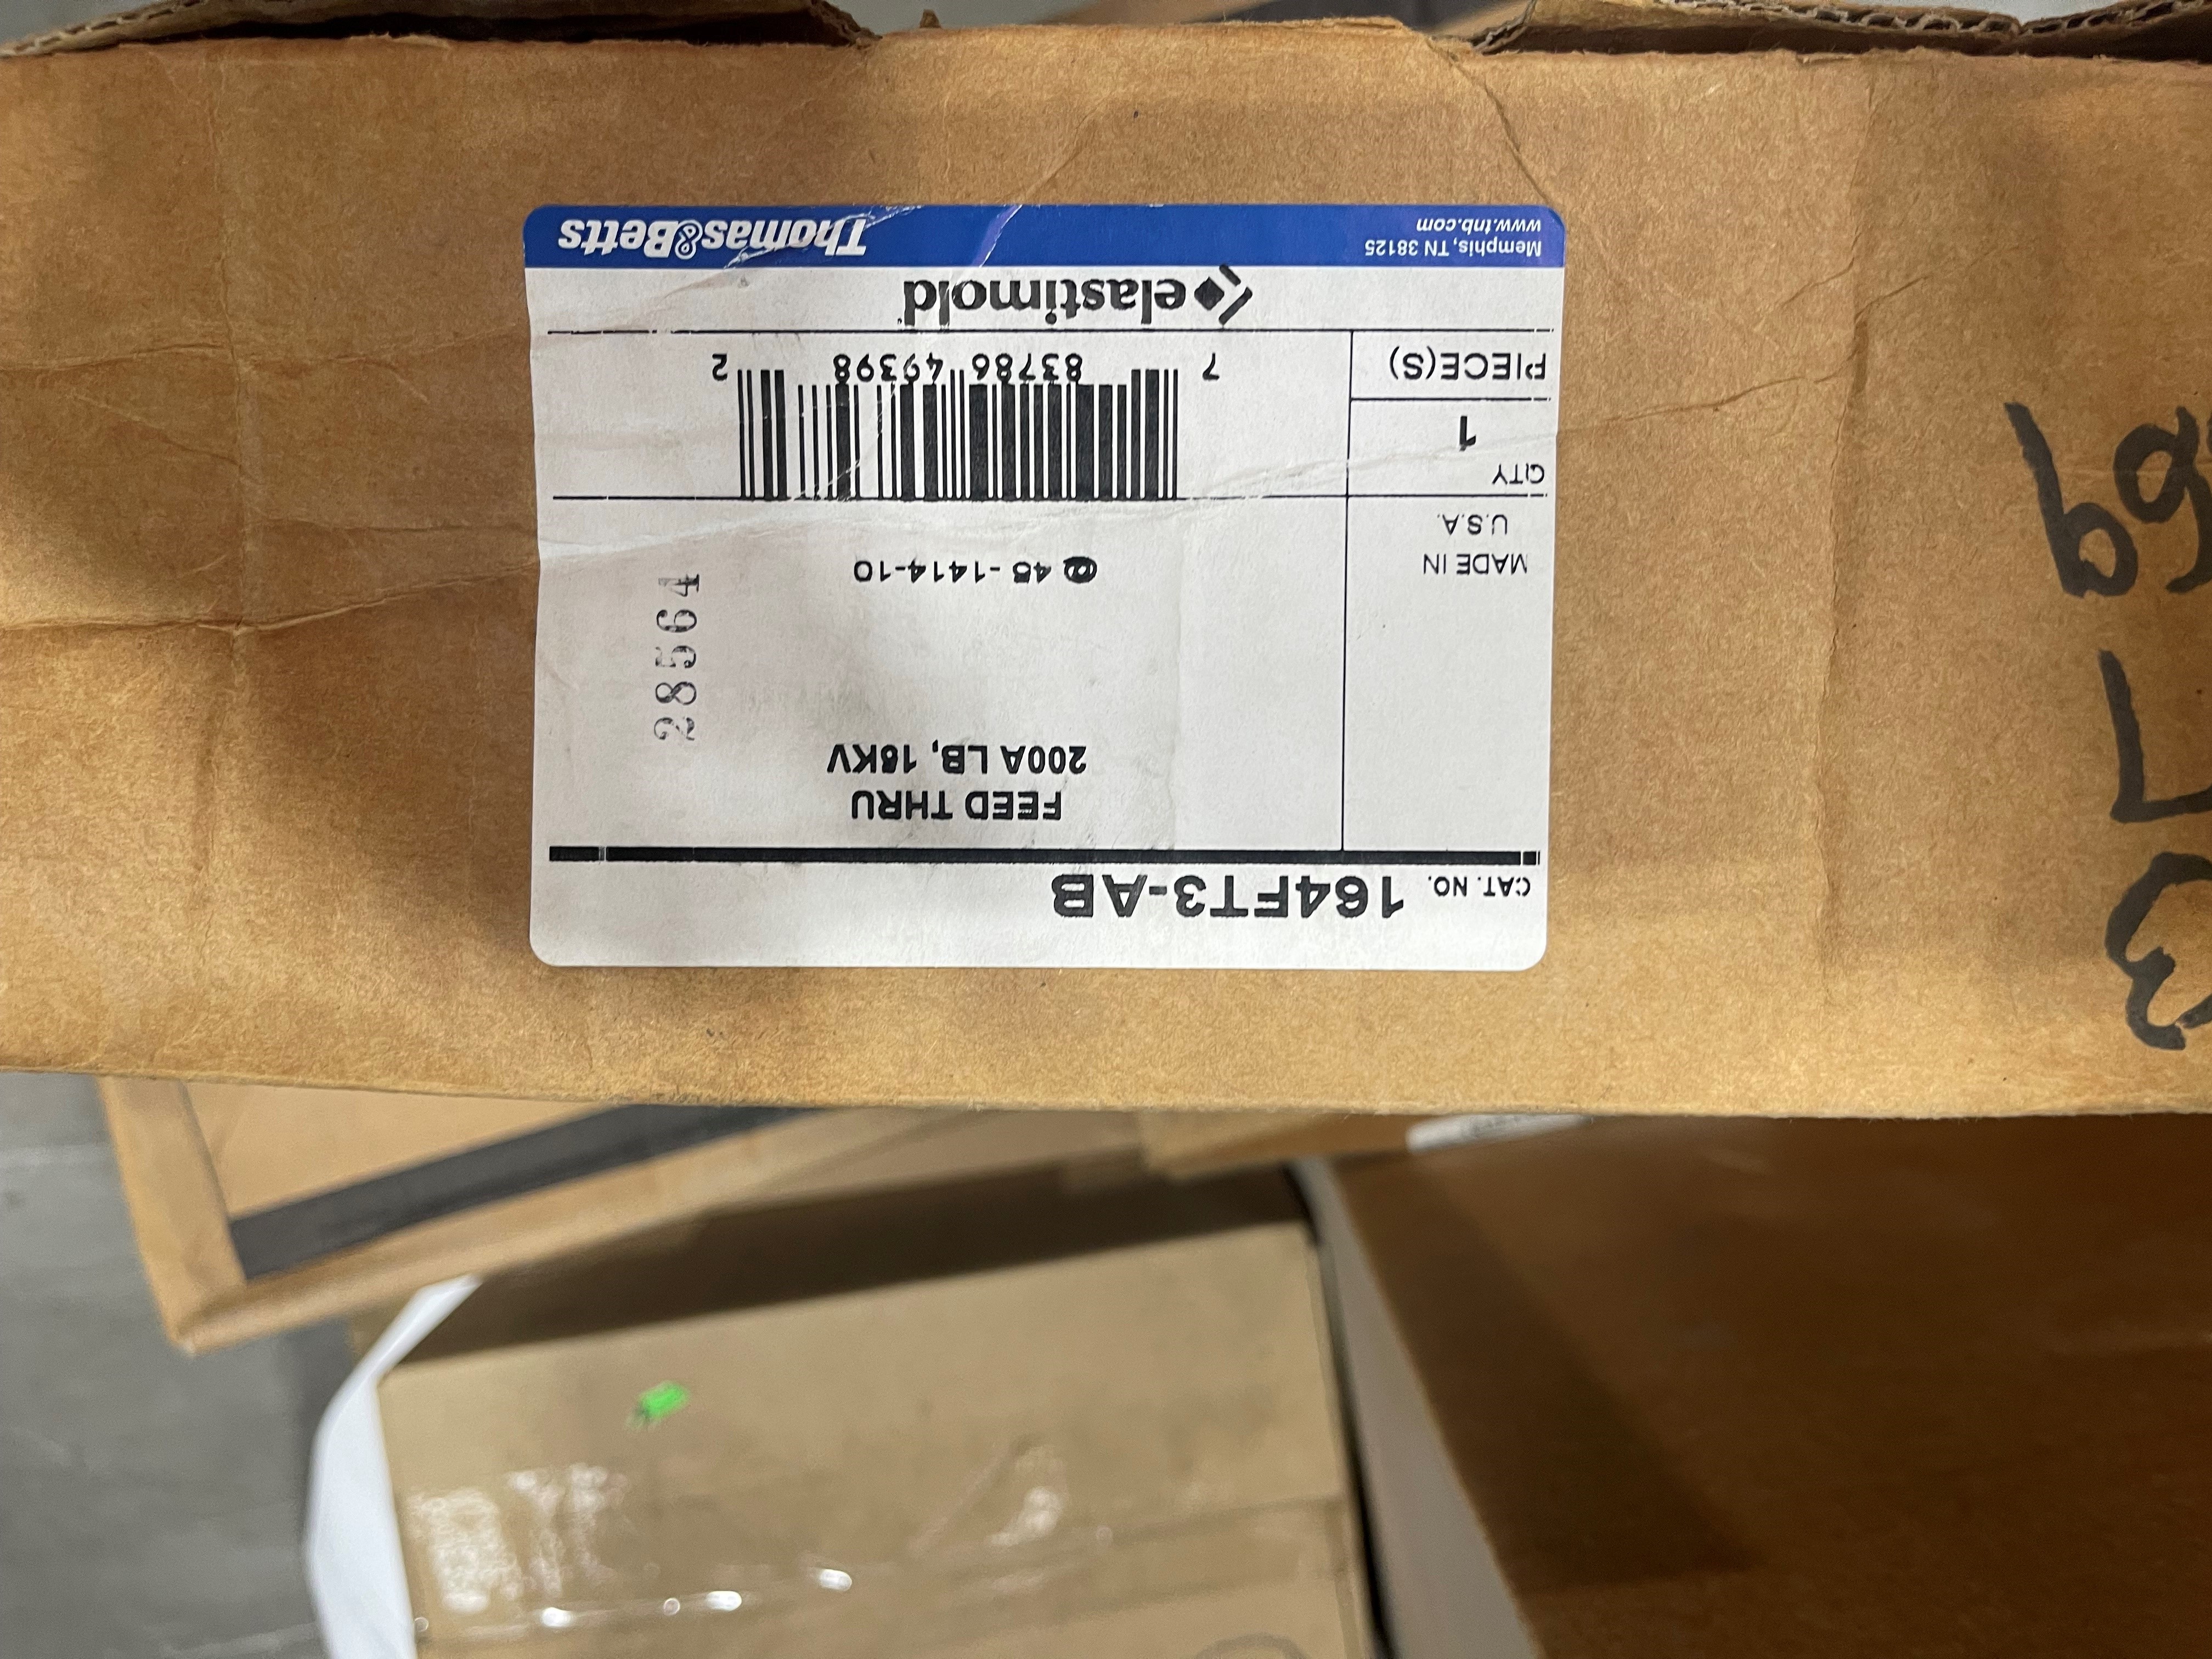 CAT. NO. 164FT3-AB
FEED THRU
200A LB, 15KV
28564
MADE IN
U.S.A.
45-1414-10
QTY
1
PIECE(S)
7 83786 49398 2
elastimold
Memphis, TN 38125
www.tnb.com
Thomas&Betts